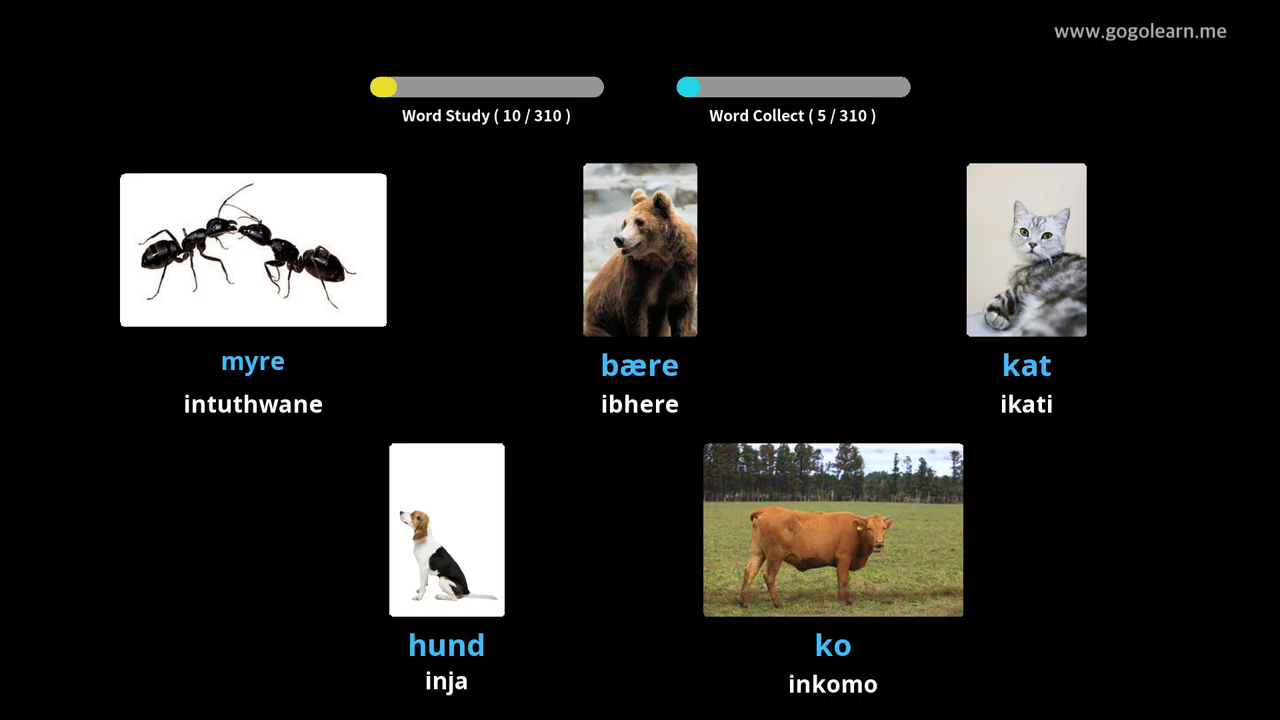 www.gogolearn.me
Word Study ( 10 / 310 )
Word Collect ( 5 / 310 )
myre
bære
kat
intuthwane
ibhere
ikati
hund
ko
inja
inkomo